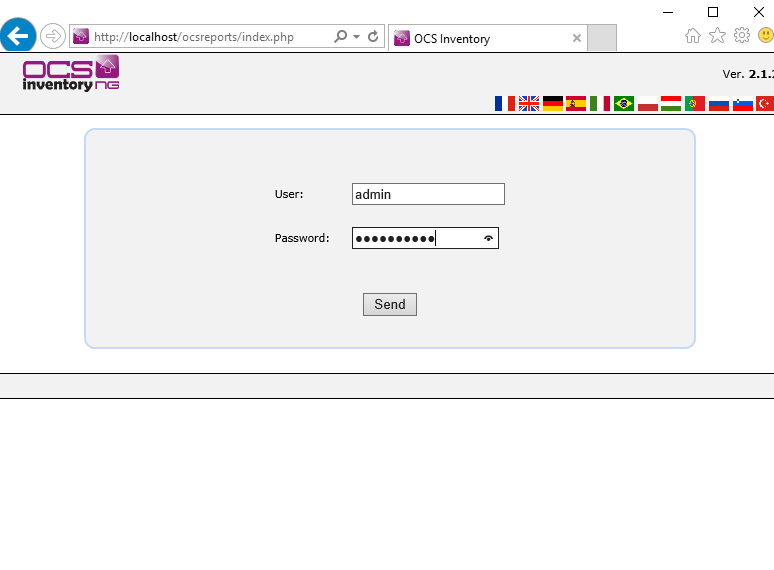 http://localhost/ocsreports/index.php
OCS Inventory
OCS
inventory NG
Ver. 2.1.
User:
admin
Password:
●●●●●●●●●●
Send